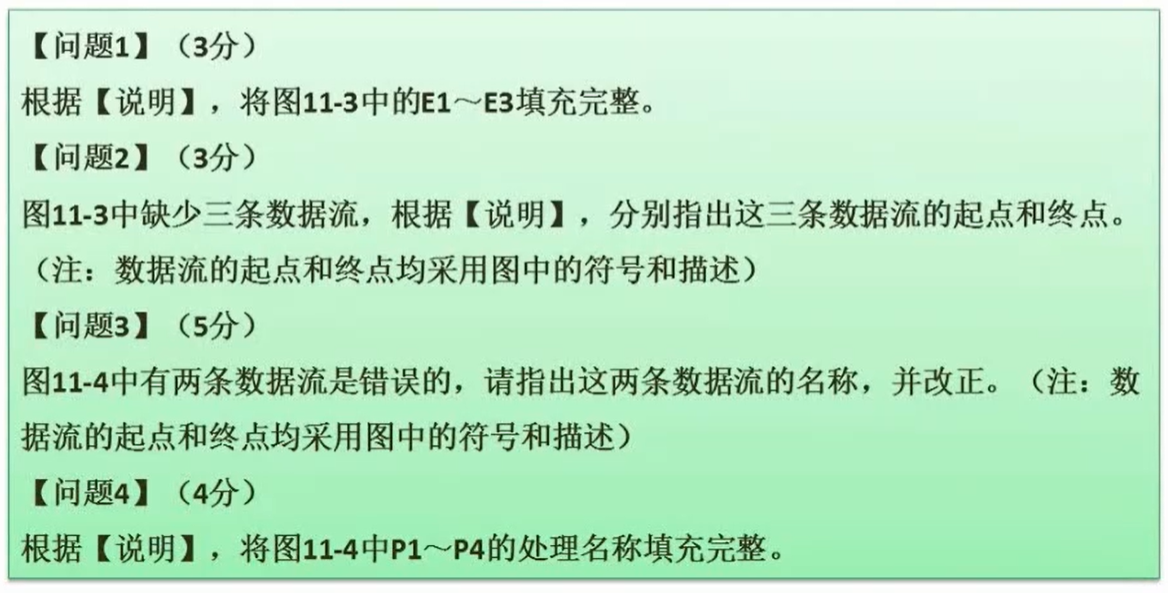 【问题1】（3分）
根据【说明】，将图11-3中的E1～E3填充完整。
【问题2】（3分）
图11-3中缺少三条数据流，根据【说明】，分别指出这三条数据流的起点和终点。
（注：数据流的起点和终点均采用图中的符号和描述）
【问题3】（5分）
图11-4中有两条数据流是错误的，请指出这两条数据流的名称，并改正。（注：数
据流的起点和终点均采用图中的符号和描述）
【问题4】（4分）
根据【说明】，将图11-4中P1～P4的处理名称填充完整。